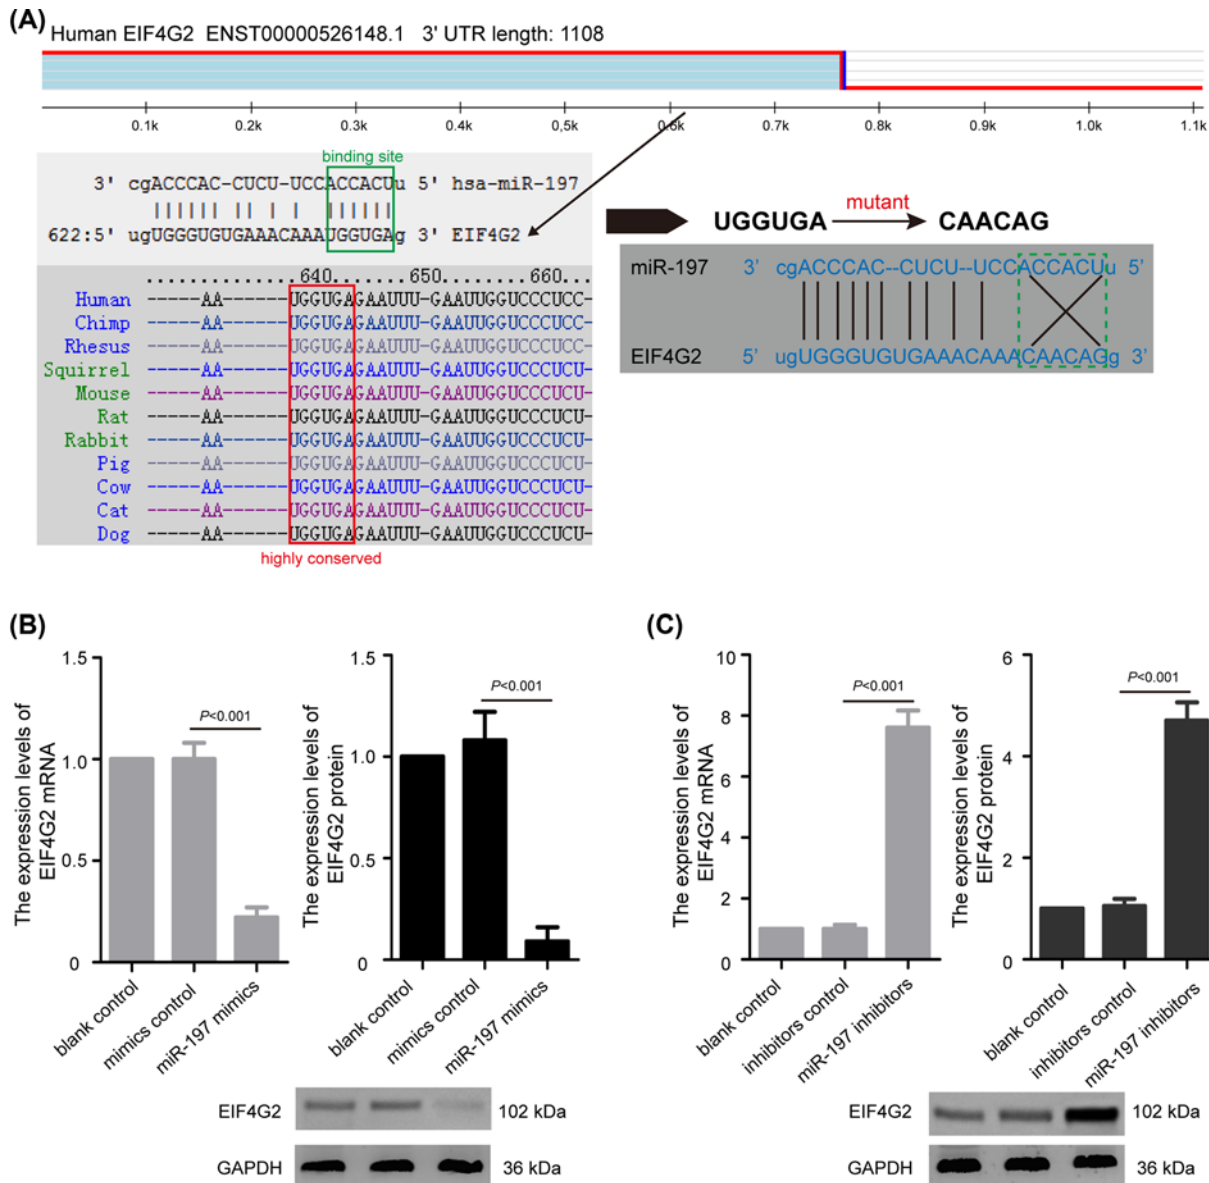 (A)
Human EIF4G2 ENST00000526148.1 3' UTR length: 1108
0.1k 0.2k 0.3k 0.4k 0,5k 0.6k 0.7k 0.8k 0.9k 1.0k 1.1k
binding site
3' cgACCCAC-CUCU-UCCACCACUu 5' hsa-miR-197
622:5' ugUGGGUGUGAAACAAAUGGUGAg 3' EIF4G2
640 650 660
Human -----AA------UGGUGAGAAUUU-GAAUUGGUCCCUCC-
Chimp -----AA------UGGUGAGAAUUU-GAAUUGGUCCCUCC-
Rhesus -----AA------UGGUGAGAAUUU-GAAUUGGUCCCUCC-
Squirrel -----AA------UGGUGAGAAUUU-GAAUUGGUCCCUCU-
Mouse -----AA------UGGUGAGAAUUU-GAAUUGGUCCCUCU-
Rat -----AA------UGGUGAGAAUUU-GAAUUGGUCCCUCU-
Rabbit -----AA------UGGUGAGAAUUU-GAAUUGGUCCCUCU-
Pig -----AA------UGGUGAGAAUUU-GAAUUGGUCCCUCU-
Cow -----AA------UGGUGAGAAUUU-GAAUUGGUCCCUCU-
Cat -----AA------UGGUGAGAAUUU-GAAUUGGUCCCUCU-
Dog -----AA------UGGUGAGAAUUU-GAAUUGGUCCCUCU-
highly conserved
mutant
UGGUGA CAACAG
miR-197 3' cgACCCAC--CUCU--UCCACCACUu 5'
EIF4G2 5' ugUGGGUGUGAAACAAACAACAGg 3'
(B)
The expression levels of
EIF4G2 mRNA
1.5
1.0
0.5
0
P<0.001
blank control
mimics control
miR-197 mimics
The expression levels of
EIF4G2 protein
1.5
1.0
0.5
0
P<0.001
blank control
mimics control
miR-197 mimics
EIF4G2 102 kDa
GAPDH 36 kDa
(C)
The expression levels of
EIF4G2 mRNA
10
8
6
4
2
0
P<0.001
blank control
inhibitors control
miR-197 inhibitors
The expression levels of
EIF4G2 protein
6
4
2
0
P<0.001
blank control
inhibitors control
miR-197 inhibitors
EIF4G2 102 kDa
GAPDH 36 kDa